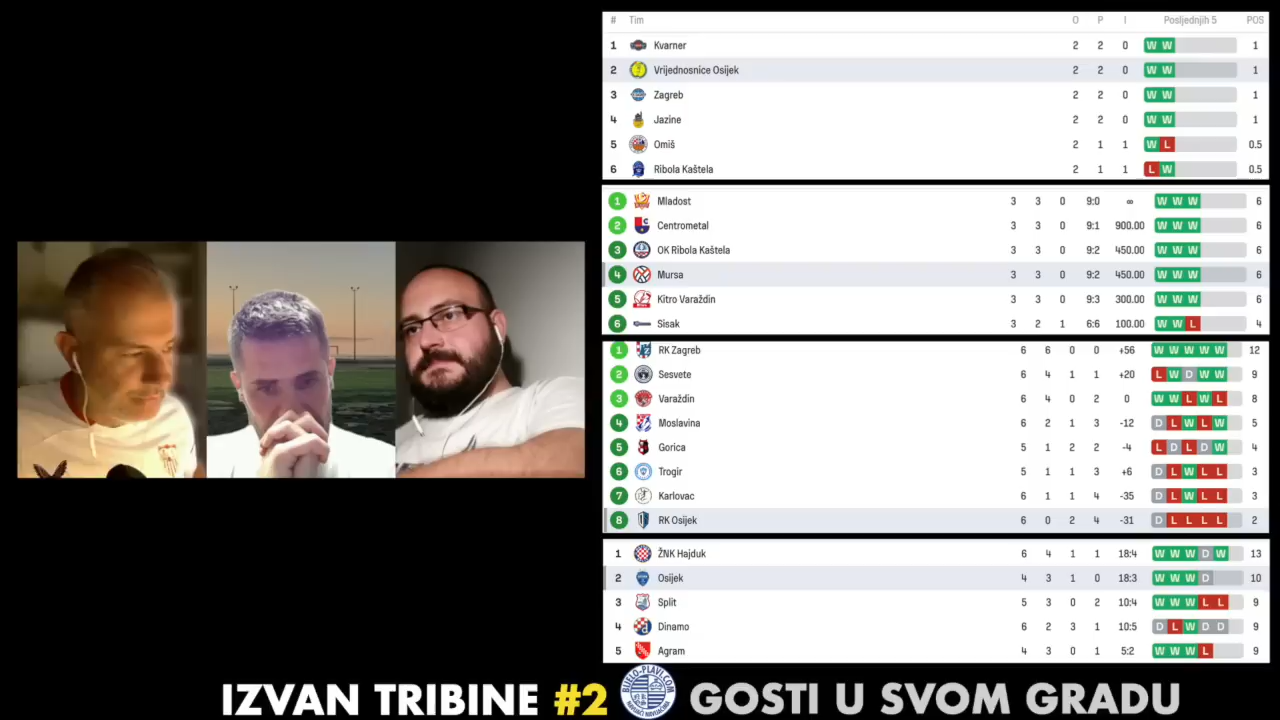 # Tim O P I Posljednjih 5 POS
1 Kvarner 2 2 0 W W 1
2 Vrijednosnice Osijek 2 2 0 W W 1
3 Zagreb 2 2 0 W W 1
4 Jazine 2 2 0 W W 1
5 Omiš 2 1 1 W L 0.5
6 Ribola Kaštela 2 1 1 L W 0.5
1 Mladost 3 3 0 9:0 ∞ W W W 6
2 Centrometal 3 3 0 9:1 900.00 W W W 6
3 OK Ribola Kaštela 3 3 0 9:2 450.00 W W W 6
4 Mursa 3 3 0 9:2 450.00 W W W 6
5 Kitro Varaždin 3 3 0 9:3 300.00 W W W 6
6 Sisak 3 2 1 6:6 100.00 W W L 4
1 RK Zagreb 6 6 0 0 +56 W W W W W 12
2 Sesvete 6 4 1 1 +20 L W D W W 9
3 Varaždin 6 4 0 2 0 W W L W L 8
4 Moslavina 6 2 1 3 -12 D L W L W 5
5 Gorica 5 1 2 2 -4 L D L D W 4
6 Trogir 5 1 1 3 +6 D L W L L 3
7 Karlovac 6 1 1 4 -35 D L W L L 3
8 RK Osijek 6 0 2 4 -31 D L L L L 2
1 ŽNK Hajduk 6 4 1 1 18:4 W W W D W 13
2 Osijek 4 3 1 0 18:3 W W W D 10
3 Split 5 3 0 2 10:4 W W W L L 9
4 Dinamo 6 2 3 1 10:5 D L W D D 9
5 Agram 4 3 0 1 5:2 W W W L 9
IZVAN TRIBINE #2 BIJELO-PLAVI.COM GOSTI U SVOM GRADU